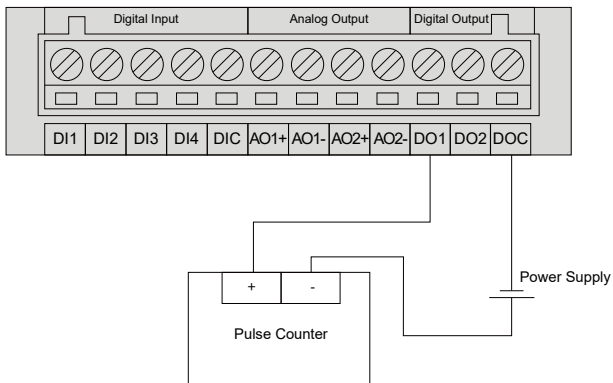 Digital Input Analog Output Digital Output
DI1 DI2 DI3 DI4 DIC AO1+ AO1- AO2+ AO2- DO1 DO2 DOC
Power Supply
+ -
Pulse Counter